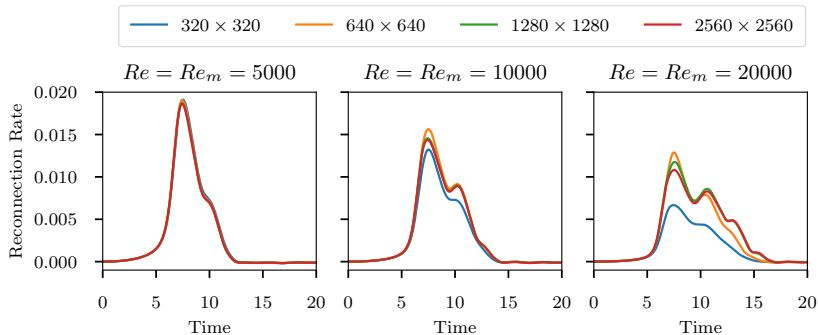 320 × 320 640 × 640 1280 × 1280 2560 × 2560
Re = Re_m = 5000 Re = Re_m = 10000 Re = Re_m = 20000
Reconnection Rate
0.020
0.015
0.010
0.005
0.000
0 5 10 15 20 0 5 10 15 20 0 5 10 15 20
Time Time Time